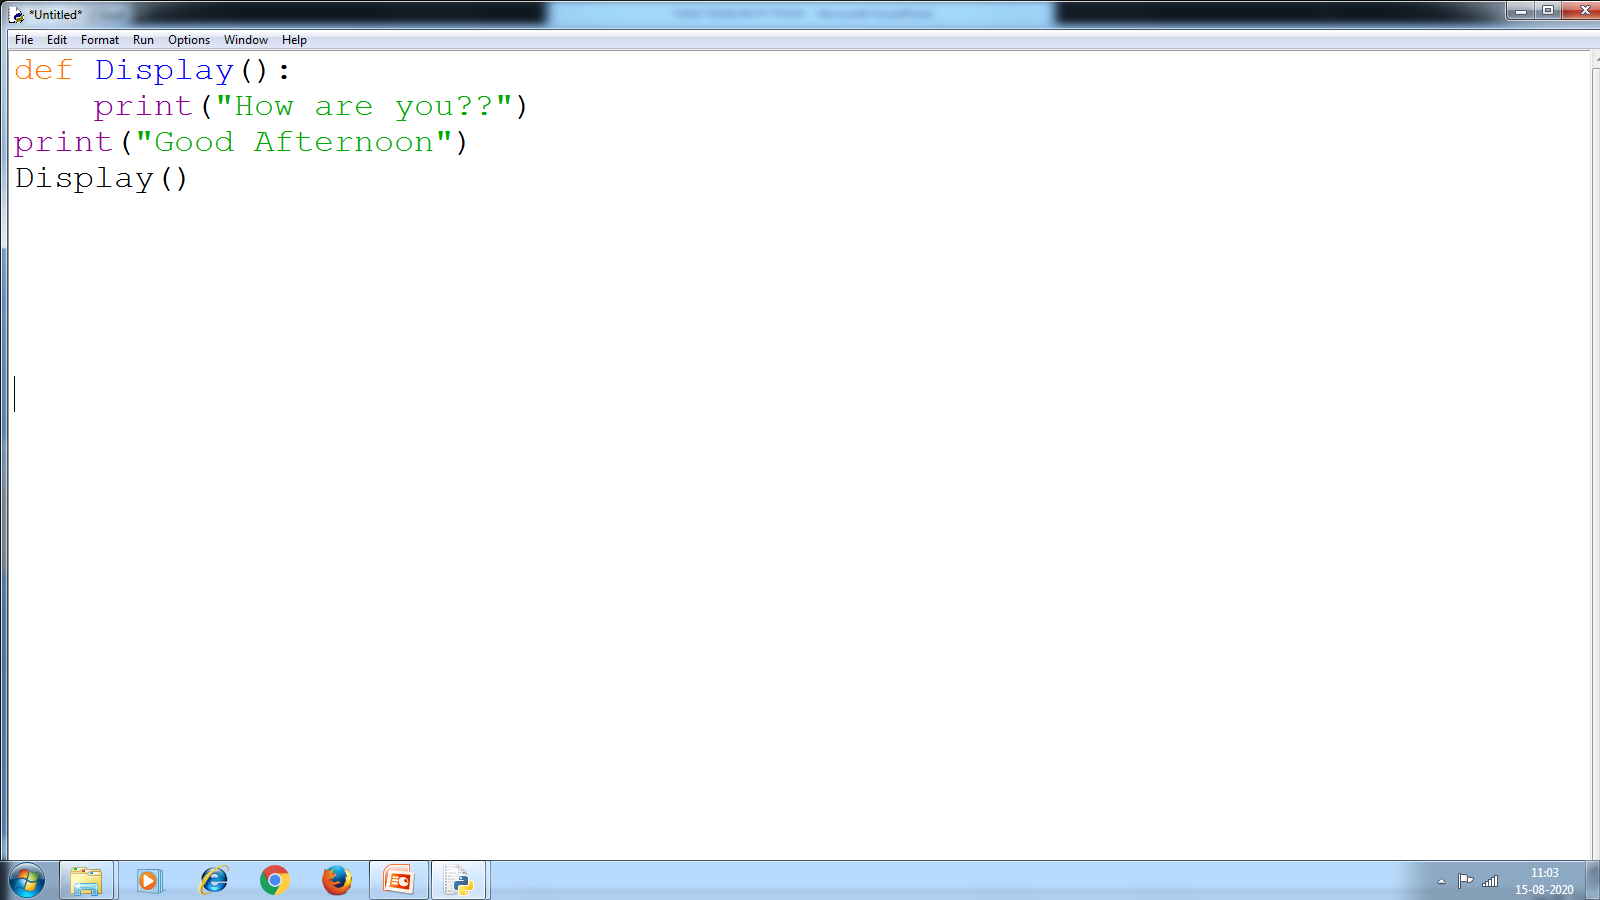 *Untitled*
File Edit Format Run Options Window Help
def Display():
    print("How are you??")
print("Good Afternoon")
Display()
11:03
15-08-2020